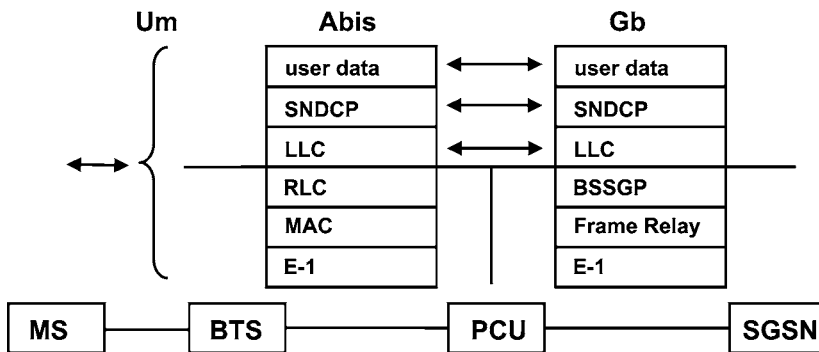 Um Abis Gb
user data user data
SNDCP SNDCP
LLC LLC
RLC BSSGP
MAC Frame Relay
E-1 E-1
MS BTS PCU SGSN